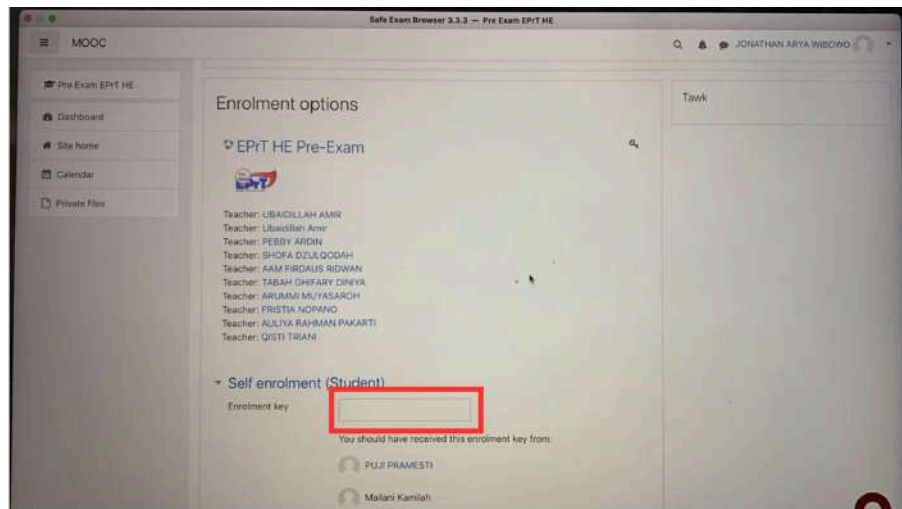 Safe Exam Browser 3.3.3 — Pre Exam EPrT HE
MOOC
JONATHAN ARYA WIBOWO
Pre Exam EPrT HE
Dashboard
Site home
Calendar
Private files
Enrolment options
EPrT HE Pre-Exam
EPrT
Teacher: UBAIDILLAH AMIR
Teacher: Ubaidillah Amir
Teacher: PEBBY ARDIN
Teacher: SHOFA DZULQODAH
Teacher: AAM FIRDAUS RIDWAN
Teacher: TABAH GHIFARY DINIYA
Teacher: ARUMMI MUYASAROH
Teacher: FRISTIA NOPANO
Teacher: AULIYA RAHMAN PAKARTI
Teacher: QISTI TRIANI
Self enrolment (Student)
Enrolment key
You should have received this enrolment key from:
PUJI PRAMESTI
Mailani Kamilah
Tawk